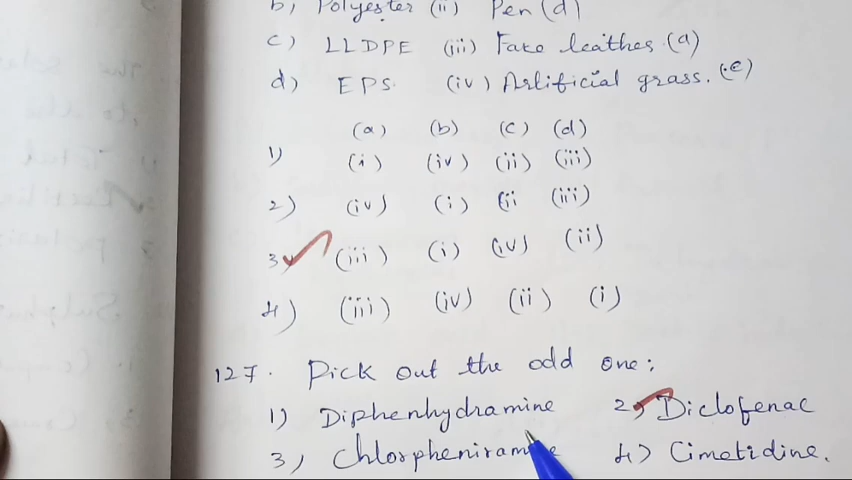 b) Polyester (ii) Pen (d)
c) LLDPE (iii) Fake leathes. (a)
d) EPS. (iv) Artificial grass. (c)
(a) (b) (c) (d)
1) (i) (iv) (ii) (iii)
2) (iv) (i) (ii (iii)
3) (iii) (i) (iv) (ii)
4) (iii) (iv) (ii) (i)
127. Pick out the odd one:
1) Diphenhydramine 2) Diclofenac
3) Chlorpheniramine 4) Cimetidine.